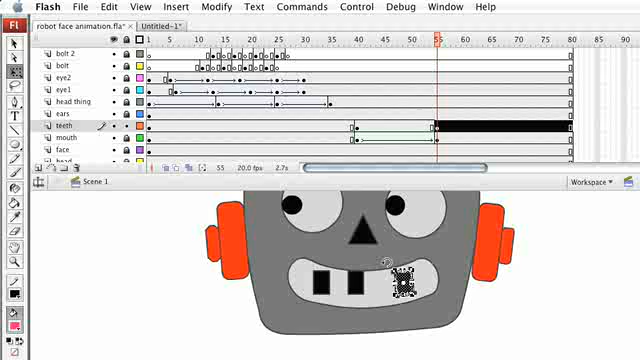 Flash File Edit View Insert Modify Text Commands Control Debug Window Help
Fl robot face animation.fla* Untitled-1*
1 5 10 15 20 25 30 35 40 45 50 55 60 65 70 75 80 85 90
bolt 2
bolt
eye2
eye1
head thing
ears
teeth
mouth
face
head
55 20.0 fps 2.7s
Scene 1 Workspace